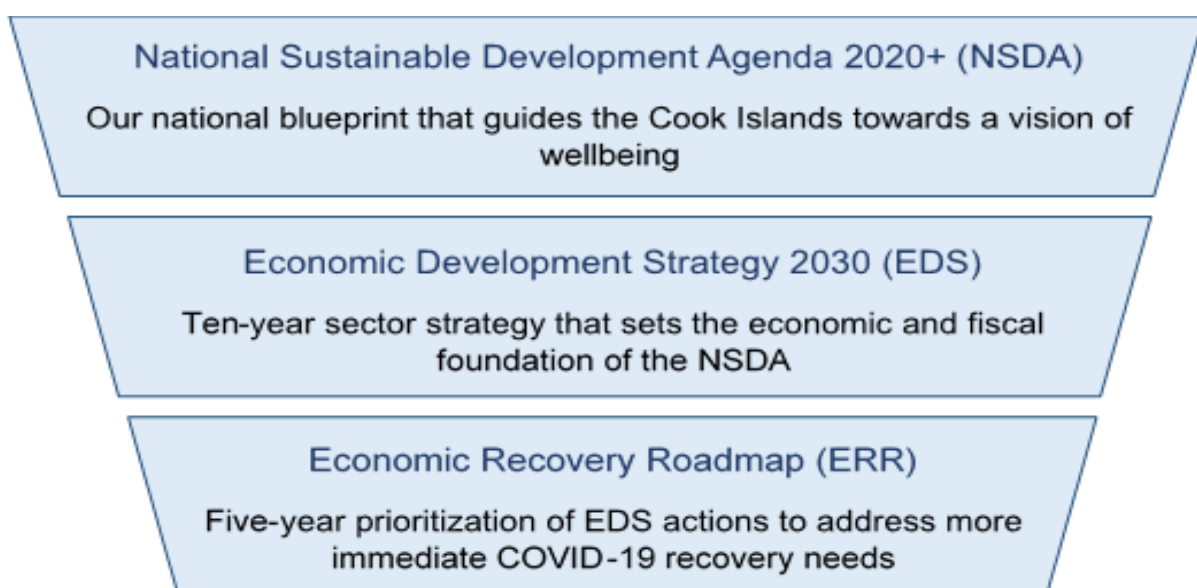 National Sustainable Development Agenda 2020+ (NSDA)
Our national blueprint that guides the Cook Islands towards a vision of
wellbeing
Economic Development Strategy 2030 (EDS)
Ten-year sector strategy that sets the economic and fiscal
foundation of the NSDA
Economic Recovery Roadmap (ERR)
Five-year prioritization of EDS actions to address more
immediate COVID-19 recovery needs